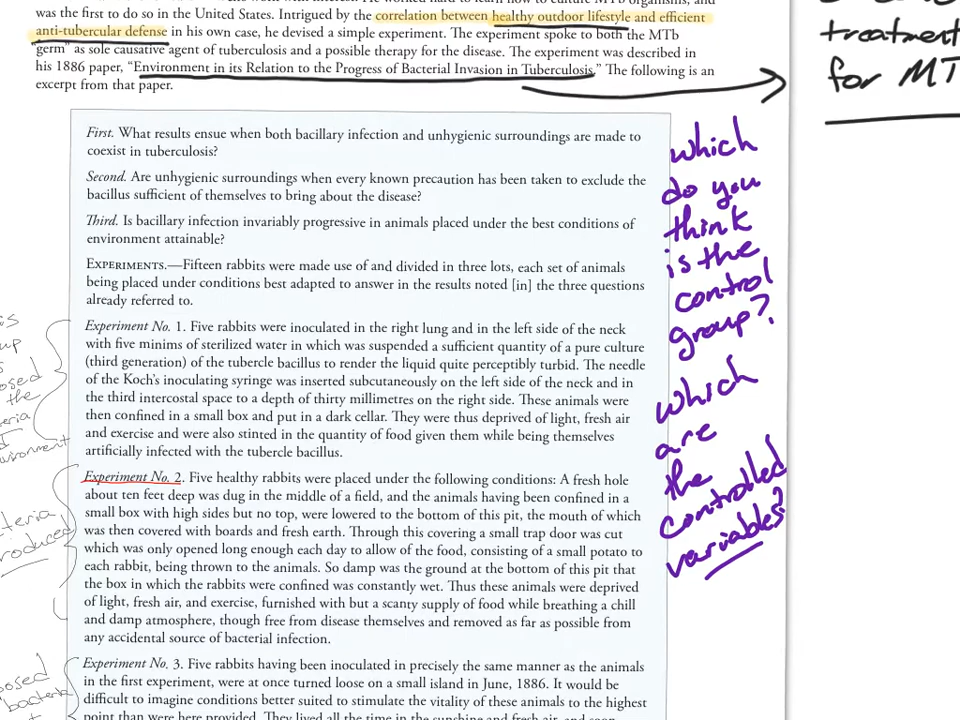 was the first to do so in the United States. Intrigued by the correlation between healthy outdoor lifestyle and efficient
anti-tubercular defense in his own case, he devised a simple experiment. The experiment spoke to both the MTb
"germ" as sole causative agent of tuberculosis and a possible therapy for the disease. The experiment was described in
his 1886 paper, "Environment in its Relation to the Progress of Bacterial Invasion in Tuberculosis." The following is an
excerpt from that paper.
treatment
for MT
First. What results ensue when both bacillary infection and unhygienic surroundings are made to
coexist in tuberculosis?
Second. Are unhygienic surroundings when every known precaution has been taken to exclude the
bacillus sufficient of themselves to bring about the disease?
Third. Is bacillary infection invariably progressive in animals placed under the best conditions of
environment attainable?
EXPERIMENTS.—Fifteen rabbits were made use of and divided in three lots, each set of animals
being placed under conditions best adapted to answer in the results noted [in] the three questions
already referred to.
Experiment No. 1. Five rabbits were inoculated in the right lung and in the left side of the neck
with five minims of sterilized water in which was suspended a sufficient quantity of a pure culture
(third generation) of the tubercle bacillus to render the liquid quite perceptibly turbid. The needle
of the Koch's inoculating syringe was inserted subcutaneously on the left side of the neck and in
the third intercostal space to a depth of thirty millimetres on the right side. These animals were
then confined in a small box and put in a dark cellar. They were thus deprived of light, fresh air
and exercise and were also stinted in the quantity of food given them while being themselves
artificially infected with the tubercle bacillus.
Experiment No. 2. Five healthy rabbits were placed under the following conditions: A fresh hole
about ten feet deep was dug in the middle of a field, and the animals having been confined in a
small box with high sides but no top, were lowered to the bottom of this pit, the mouth of which
was then covered with boards and fresh earth. Through this covering a small trap door was cut
which was only opened long enough each day to allow of the food, consisting of a small potato to
each rabbit, being thrown to the animals. So damp was the ground at the bottom of this pit that
the box in which the rabbits were confined was constantly wet. Thus these animals were deprived
of light, fresh air, and exercise, furnished with but a scanty supply of food while breathing a chill
and damp atmosphere, though free from disease themselves and removed as far as possible from
any accidental source of bacterial infection.
Experiment No. 3. Five rabbits having been inoculated in precisely the same manner as the animals
in the first experiment, were at once turned loose on a small island in June, 1886. It would be
difficult to imagine conditions better suited to stimulate the vitality of these animals to the highest
point than were here provided. They lived all the time in the sunshine and fresh air, and soon
which
do you
think
is the
control
group?
which
are
the
controlled
variables?
osed
the
teria
oduced
posed
bacteria